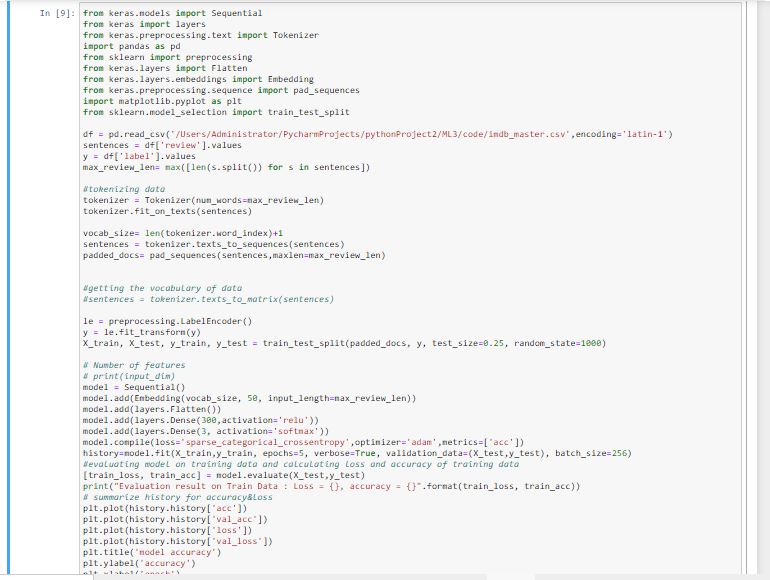 In [9]: from keras.models import Sequential
from keras import layers
from keras.preprocessing.text import Tokenizer
import pandas as pd
from sklearn import preprocessing
from keras.layers import Flatten
from keras.layers.embeddings import Embedding
from keras.preprocessing.sequence import pad_sequences
import matplotlib.pyplot as plt
from sklearn.model_selection import train_test_split

df = pd.read_csv('/Users/Administrator/PycharmProjects/pythonProject2/ML3/code/imdb_master.csv',encoding='latin-1')
sentences = df['review'].values
y = df['label'].values
max_review_len= max([len(s.split()) for s in sentences])

#tokenizing data
tokenizer = Tokenizer(num_words=max_review_len)
tokenizer.fit_on_texts(sentences)

vocab_size= len(tokenizer.word_index)+1
sentences = tokenizer.texts_to_sequences(sentences)
padded_docs= pad_sequences(sentences,maxlen=max_review_len)

#getting the vocabulary of data
#sentences = tokenizer.texts_to_matrix(sentences)

le = preprocessing.LabelEncoder()
y = le.fit_transform(y)
X_train, X_test, y_train, y_test = train_test_split(padded_docs, y, test_size=0.25, random_state=1000)

# Number of features
# print(input_dim)
model = Sequential()
model.add(Embedding(vocab_size, 50, input_length=max_review_len))
model.add(layers.Flatten())
model.add(layers.Dense(300,activation='relu'))
model.add(layers.Dense(3, activation='softmax'))
model.compile(loss='sparse_categorical_crossentropy',optimizer='adam',metrics=['acc'])
history=model.fit(X_train,y_train, epochs=5, verbose=True, validation_data=(X_test,y_test), batch_size=256)
#evaluating model on training data and calculating loss and accuracy of training data
[train_loss, train_acc] = model.evaluate(X_test,y_test)
print("Evaluation result on Train Data : Loss = {}, accuracy = {}".format(train_loss, train_acc))
# summarize history for accuracy&loss
plt.plot(history.history['acc'])
plt.plot(history.history['val_acc'])
plt.plot(history.history['loss'])
plt.plot(history.history['val_loss'])
plt.title('model accuracy')
plt.ylabel('accuracy')